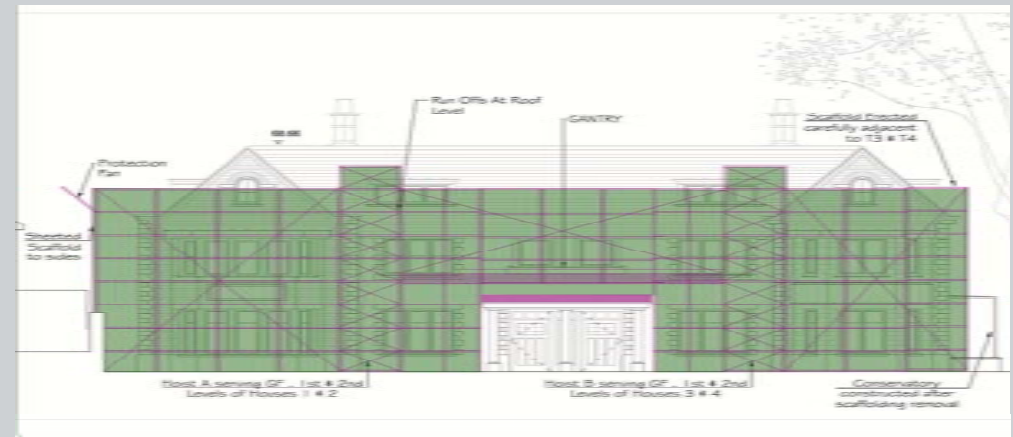 Run Offs At Roof
Level
GANTRY
Scaffold Erected
carefully adjacent
to T3 & T4
Protection
Fan
Sheeted
Scaffold
to sides
Hoist A serving GF , 1st & 2nd
Levels of Houses 1 & 2
Hoist B serving GF , 1st & 2nd
Levels of Houses 3 & 4
Conservatory
constructed after
scaffolding removal